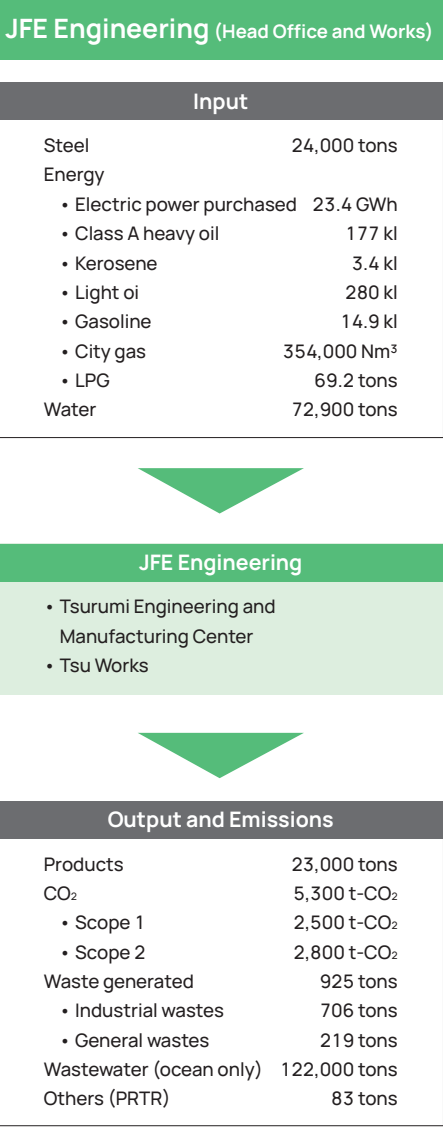 JFE Engineering (Head Office and Works)
Input
Steel 24,000 tons
Energy
• Electric power purchased 23.4 GWh
• Class A heavy oil 177 kl
• Kerosene 3.4 kl
• Light oi 280 kl
• Gasoline 14.9 kl
• City gas 354,000 Nm³
• LPG 69.2 tons
Water 72,900 tons
JFE Engineering
• Tsurumi Engineering and
Manufacturing Center
• Tsu Works
Output and Emissions
Products 23,000 tons
CO₂ 5,300 t-CO₂
• Scope 1 2,500 t-CO₂
• Scope 2 2,800 t-CO₂
Waste generated 925 tons
• Industrial wastes 706 tons
• General wastes 219 tons
Wastewater (ocean only) 122,000 tons
Others (PRTR) 83 tons